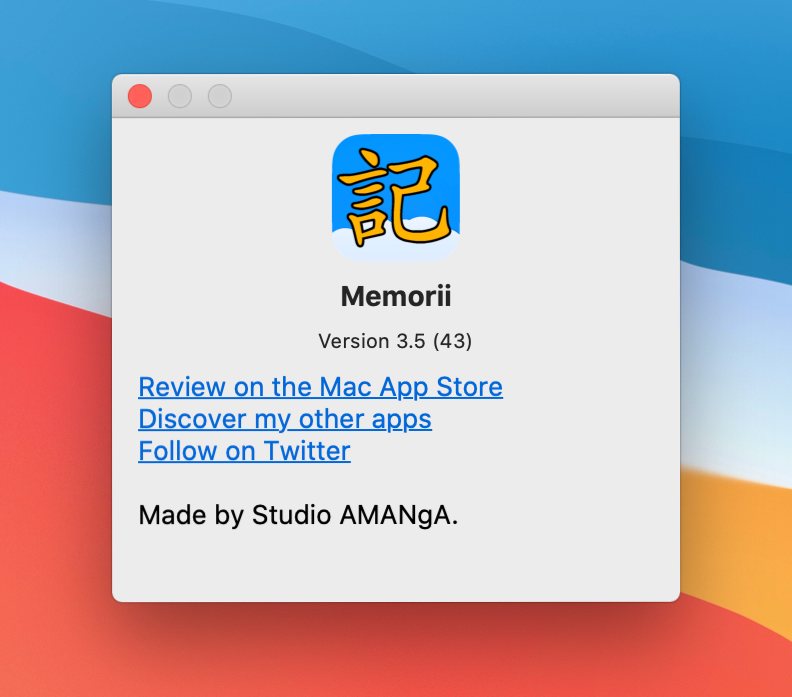 記
Memorii
Version 3.5 (43)
Review on the Mac App Store
Discover my other apps
Follow on Twitter
Made by Studio AMANgA.